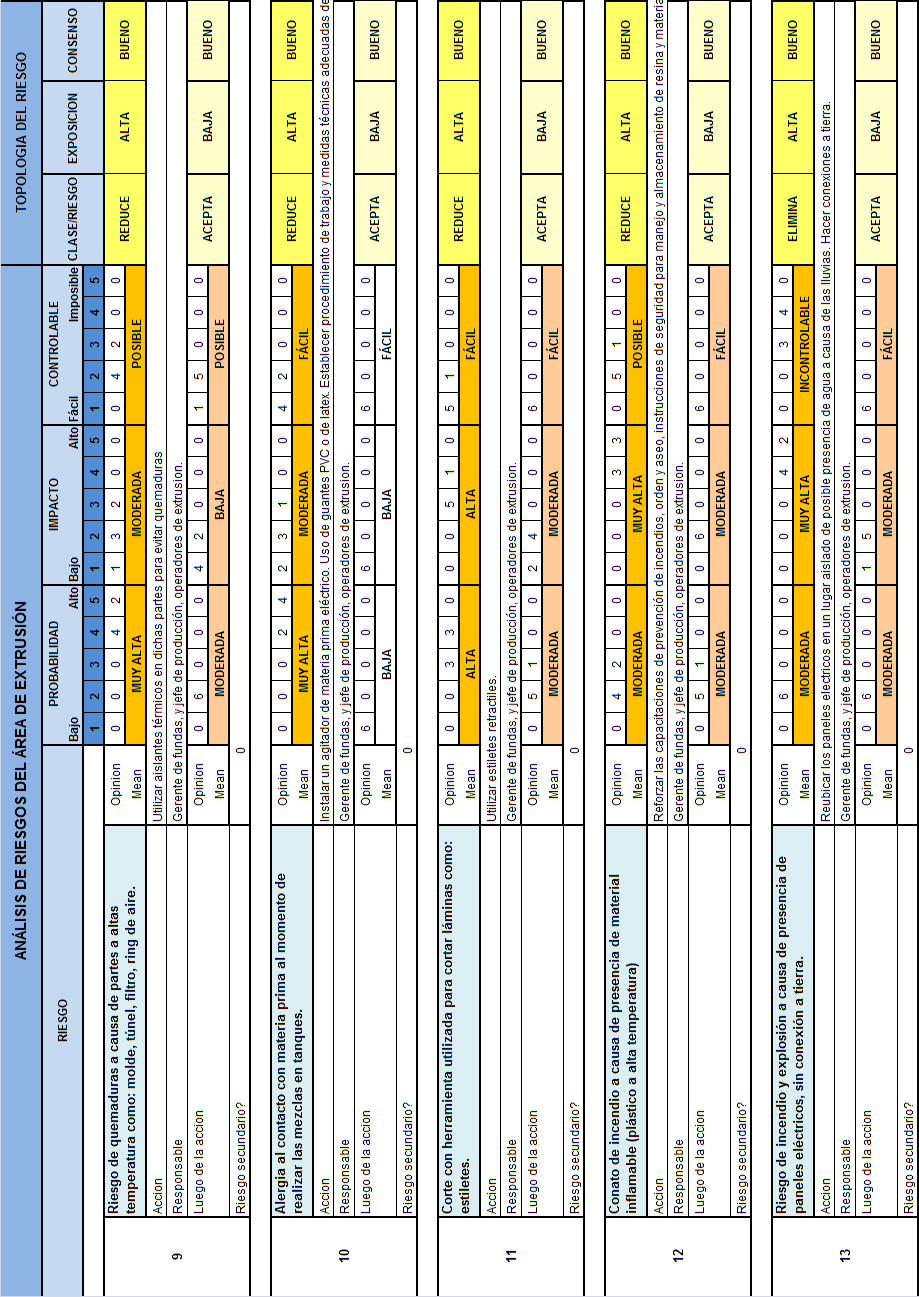 ANÁLISIS DE RIESGOS DEL ÁREA DE EXTRUSIÓN TOPOLOGIA DEL RIESGO
RIESGO PROBABILIDAD IMPACTO CONTROLABLE CLASE/RIESGO EXPOSICION CONSENSO
Bajo Alto Bajo Alto Fácil Imposible
1 2 3 4 5 1 2 3 4 5 1 2 3 4 5
9
Riesgo de quemaduras a causa de partes a altas
temperatura como: molde, túnel, filtro, ring de aire.
Opinion 0 0 0 4 2 1 3 2 0 0 0 4 2 0 0
Mean MUY ALTA MODERADA POSIBLE REDUCE ALTA BUENO
Accion Utilizar aislantes térmicos en dichas partes para evitar quemaduras
Responsable Gerente de fundas, y jefe de producción, operadores de extrusion.
Luego de la accion Opinion 0 6 0 0 0 4 2 0 0 0 1 5 0 0 0
Mean MODERADA BAJA POSIBLE ACEPTA BAJA BUENO
Riesgo secundario? 0
10
Alergia al contacto con materia prima al momento de
realizar las mezclas en tanques.
Opinion 0 0 0 2 4 2 3 1 0 0 4 2 0 0 0
Mean MUY ALTA MODERADA FÁCIL REDUCE ALTA BUENO
Accion Instalar un agitador de materia prima eléctrico. Uso de guantes PVC o de latex. Establecer procedimiento de trabajo y medidas técnicas adecuadas de
Responsable Gerente de fundas, y jefe de producción, operadores de extrusion.
Luego de la accion Opinion 6 0 0 0 0 6 0 0 0 0 6 0 0 0 0
Mean BAJA BAJA FÁCIL ACEPTA BAJA BUENO
Riesgo secundario? 0
11
Corte con herramienta utilizada para cortar láminas como:
estiletes.
Opinion 0 0 3 3 0 0 0 5 1 0 5 1 0 0 0
Mean ALTA ALTA FÁCIL REDUCE ALTA BUENO
Accion Utilizar estiletes retractiles.
Responsable Gerente de fundas, y jefe de producción, operadores de extrusion.
Luego de la accion Opinion 0 5 1 0 0 2 4 0 0 0 6 0 0 0 0
Mean MODERADA MODERADA FÁCIL ACEPTA BAJA BUENO
Riesgo secundario? 0
12
Conato de incendio a causa de presencia de material
inflamable (plástico a alta temperatura)
Opinion 0 4 2 0 0 0 0 0 3 3 0 5 1 0 0
Mean MODERADA MUY ALTA POSIBLE REDUCE ALTA BUENO
Accion Reforzar las capacitaciones de prevención de incendios, orden y aseo, instrucciones de seguridad para manejo y almacenamiento de resina y materia
Responsable Gerente de fundas, y jefe de producción, operadores de extrusion.
Luego de la accion Opinion 0 5 1 0 0 0 6 0 0 0 6 0 0 0 0
Mean MODERADA MODERADA FÁCIL ACEPTA BAJA BUENO
Riesgo secundario? 0
13
Riesgo de incendio y explosión a causa de presencia de
paneles eléctricos, sin conexión a tierra.
Opinion 0 6 0 0 0 0 0 0 4 2 0 0 3 4 0
Mean MODERADA MUY ALTA INCONTROLABLE ELIMINA ALTA BUENO
Accion Reubicar los paneles electricos en un lugar aislado de posible presencia de agua a causa de las lluvias. Hacer conexiones a tierra.
Responsable Gerente de fundas, y jefe de producción, operadores de extrusion.
Luego de la accion Opinion 0 6 0 0 0 1 5 0 0 0 6 0 0 0 0
Mean MODERADA MODERADA FÁCIL ACEPTA BAJA BUENO
Riesgo secundario? 0